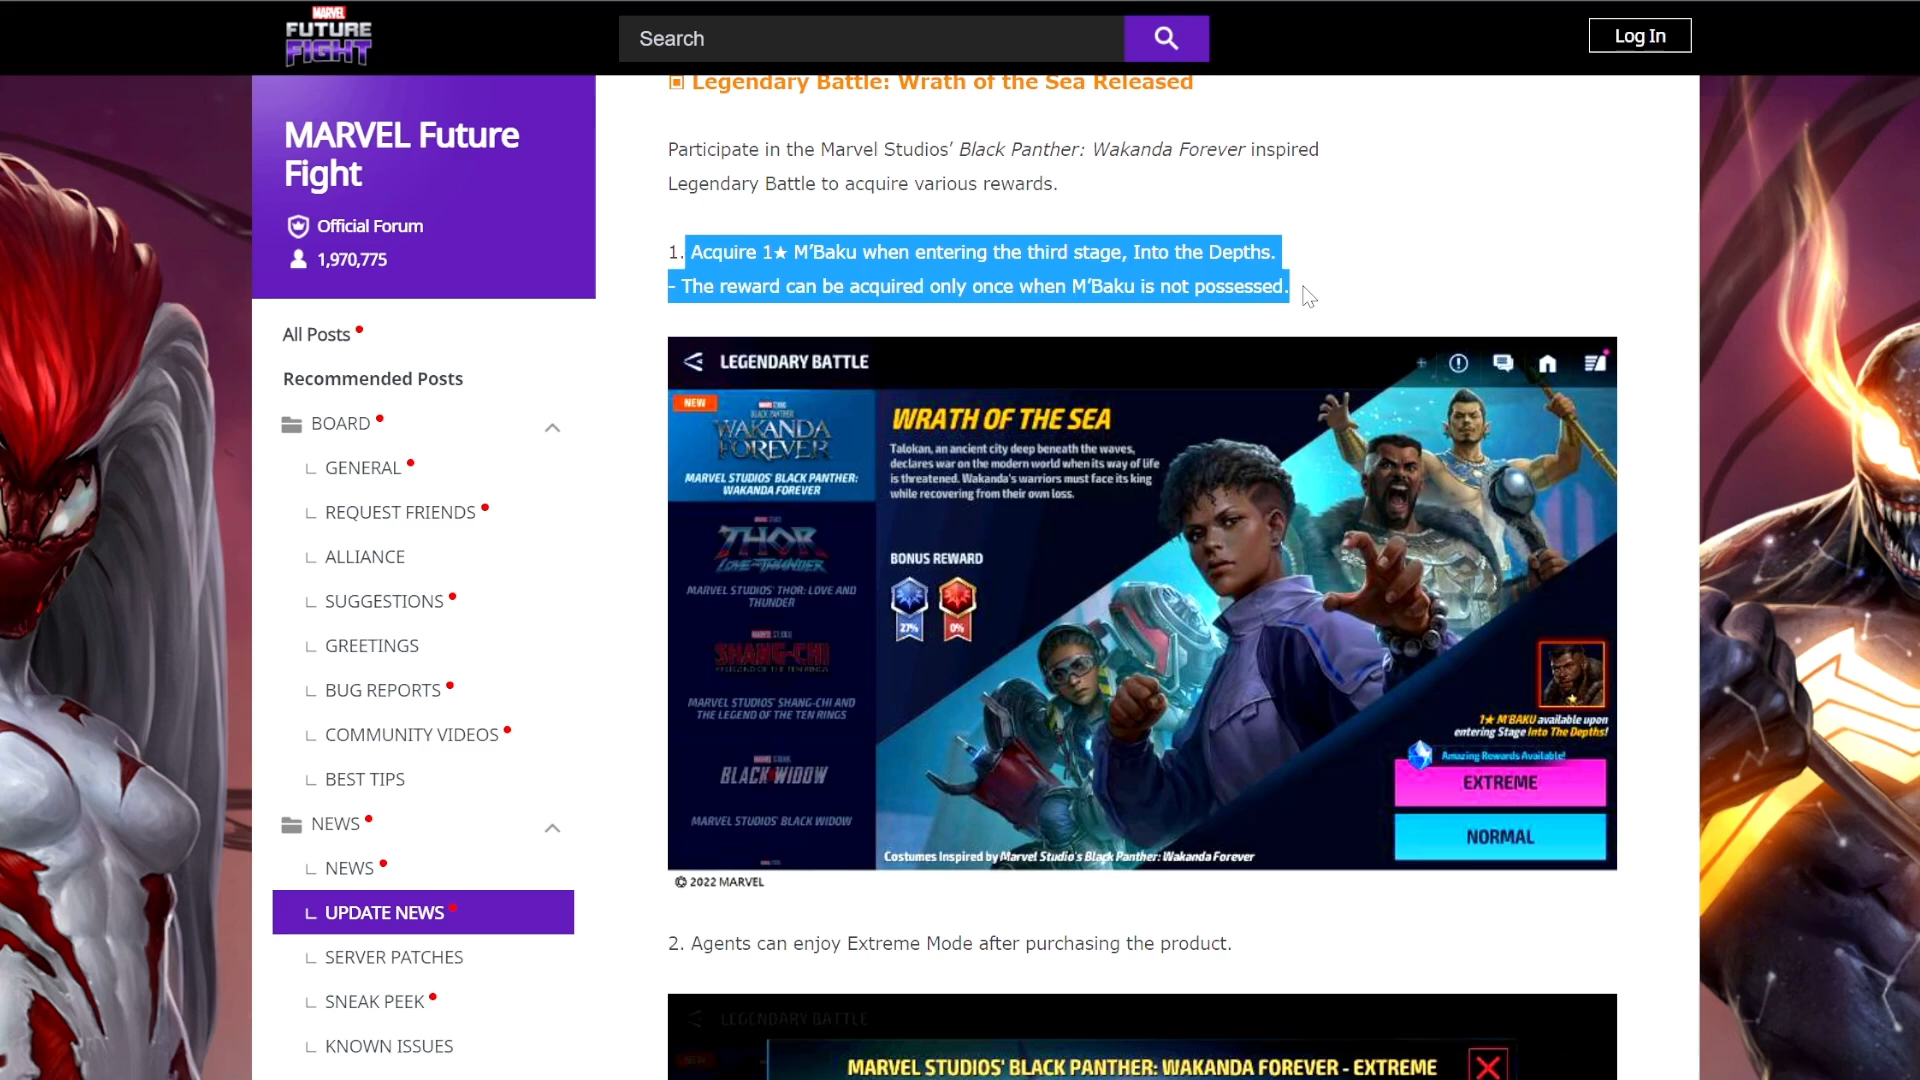 MARVEL
FUTURE
FIGHT
Search
Log In
MARVEL Future
Fight
Official Forum
1,970,775
All Posts
Recommended Posts
BOARD
GENERAL
REQUEST FRIENDS
ALLIANCE
SUGGESTIONS
GREETINGS
BUG REPORTS
COMMUNITY VIDEOS
BEST TIPS
NEWS
NEWS
UPDATE NEWS
SERVER PATCHES
SNEAK PEEK
KNOWN ISSUES
Legendary Battle: Wrath of the Sea Released
Participate in the Marvel Studios’ Black Panther: Wakanda Forever inspired
Legendary Battle to acquire various rewards.
1. Acquire 1★ M’Baku when entering the third stage, Into the Depths.
- The reward can be acquired only once when M’Baku is not possessed.
LEGENDARY BATTLE
NEW
MARVEL STUDIOS
BLACK PANTHER
WAKANDA
FOREVER
MARVEL STUDIOS' BLACK PANTHER:
WAKANDA FOREVER
THOR
LOVE AND THUNDER
MARVEL STUDIOS' THOR: LOVE AND
THUNDER
SHANG-CHI
MARVEL STUDIOS' SHANG-CHI AND
THE LEGEND OF THE TEN RINGS
BLACK WIDOW
MARVEL STUDIOS' BLACK WIDOW
WRATH OF THE SEA
Talokan, an ancient city deep beneath the waves,
declares war on the modern world when its way of life
is threatened. Wakanda's warriors must face its king
while recovering from their own loss.
BONUS REWARD
27%
0%
1★ M'BAKU available upon
entering Stage Into The Depths!
Amazing Rewards Available!
EXTREME
NORMAL
Costumes Inspired by Marvel Studio's Black Panther: Wakanda Forever
© 2022 MARVEL
2. Agents can enjoy Extreme Mode after purchasing the product.
LEGENDARY BATTLE
MARVEL STUDIOS' BLACK PANTHER: WAKANDA FOREVER - EXTREME